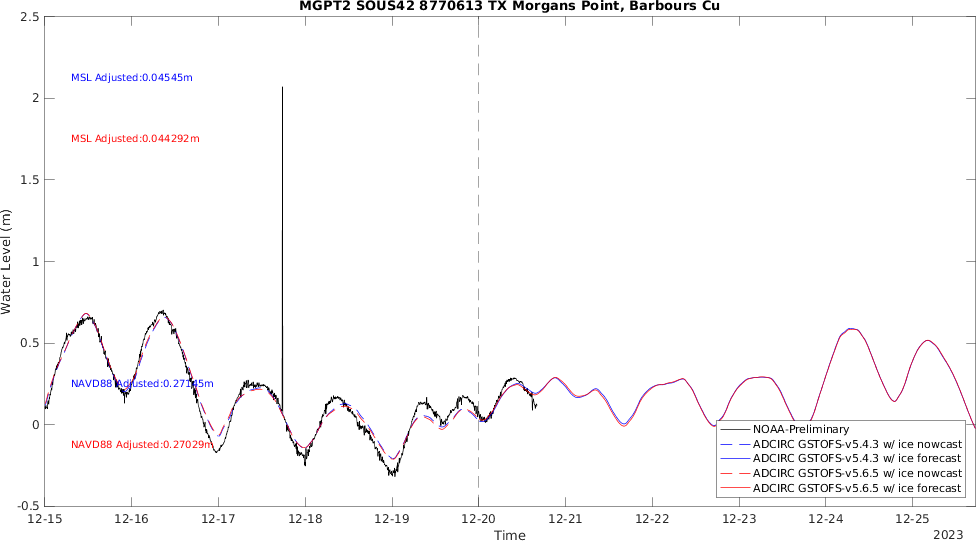 MGPT2 SOUS42 8770613 TX Morgans Point, Barbours Cu
2.5
2
1.5
1
0.5
0
-0.5
Water Level (m)
MSL Adjusted:0.04545m
MSL Adjusted:0.044292m
NAVD88 Adjusted:0.27145m
NAVD88 Adjusted:0.27029m
NOAA-Preliminary
ADCIRC GSTOFS-v5.4.3 w/ ice nowcast
ADCIRC GSTOFS-v5.4.3 w/ ice forecast
ADCIRC GSTOFS-v5.6.5 w/ ice nowcast
ADCIRC GSTOFS-v5.6.5 w/ ice forecast
12-15 12-16 12-17 12-18 12-19 12-20 12-21 12-22 12-23 12-24 12-25
Time
2023